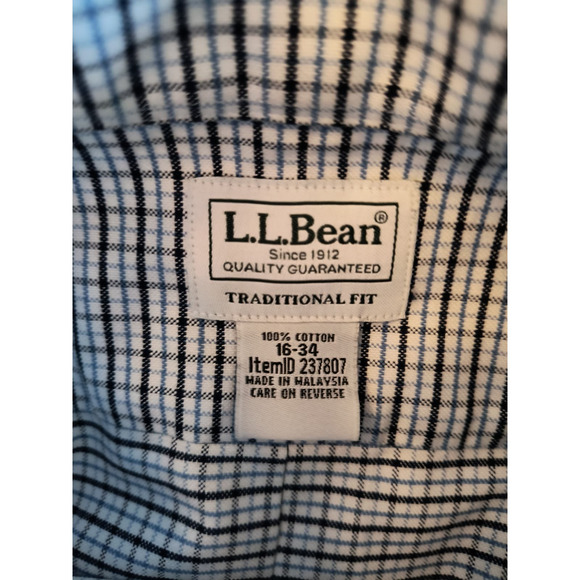 L.L.Bean®
Since 1912
QUALITY GUARANTEED
TRADITIONAL FIT
100% COTTON
16-34
ItemID 237807
MADE IN MALAYSIA
CARE ON REVERSE